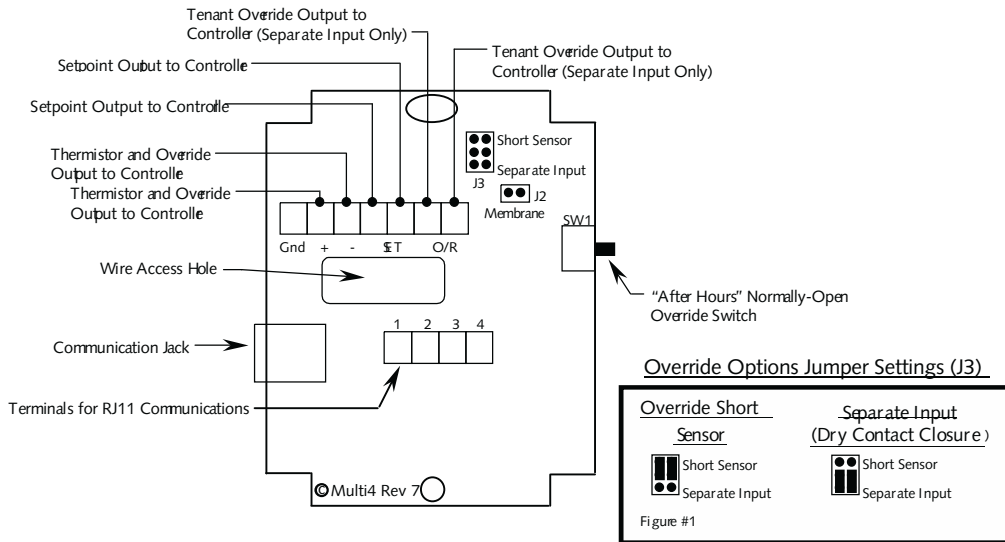 Tenant Override Output to
Controller (Separate Input Only)
Tenant Override Output to
Controller (Separate Input Only)
Setpoint Output to Controlle
Setpoint Output to Controlle
Thermistor and Override
Output to Controlle
Thermistor and Override
Output to Controlle
Short Sensor
Separate Input
J3
J2
Membrane
SW1
Gnd + - SET O/R
Wire Access Hole
"After Hours" Normally-Open
Override Switch
1 2 3 4
Communication Jack
Terminals for RJ11 Communications
©Multi4 Rev 7
Override Options Jumper Settings (J3)
Override Short
Sensor
Short Sensor
Separate Input
Separate Input
(Dry Contact Closure)
Short Sensor
Separate Input
Figure #1